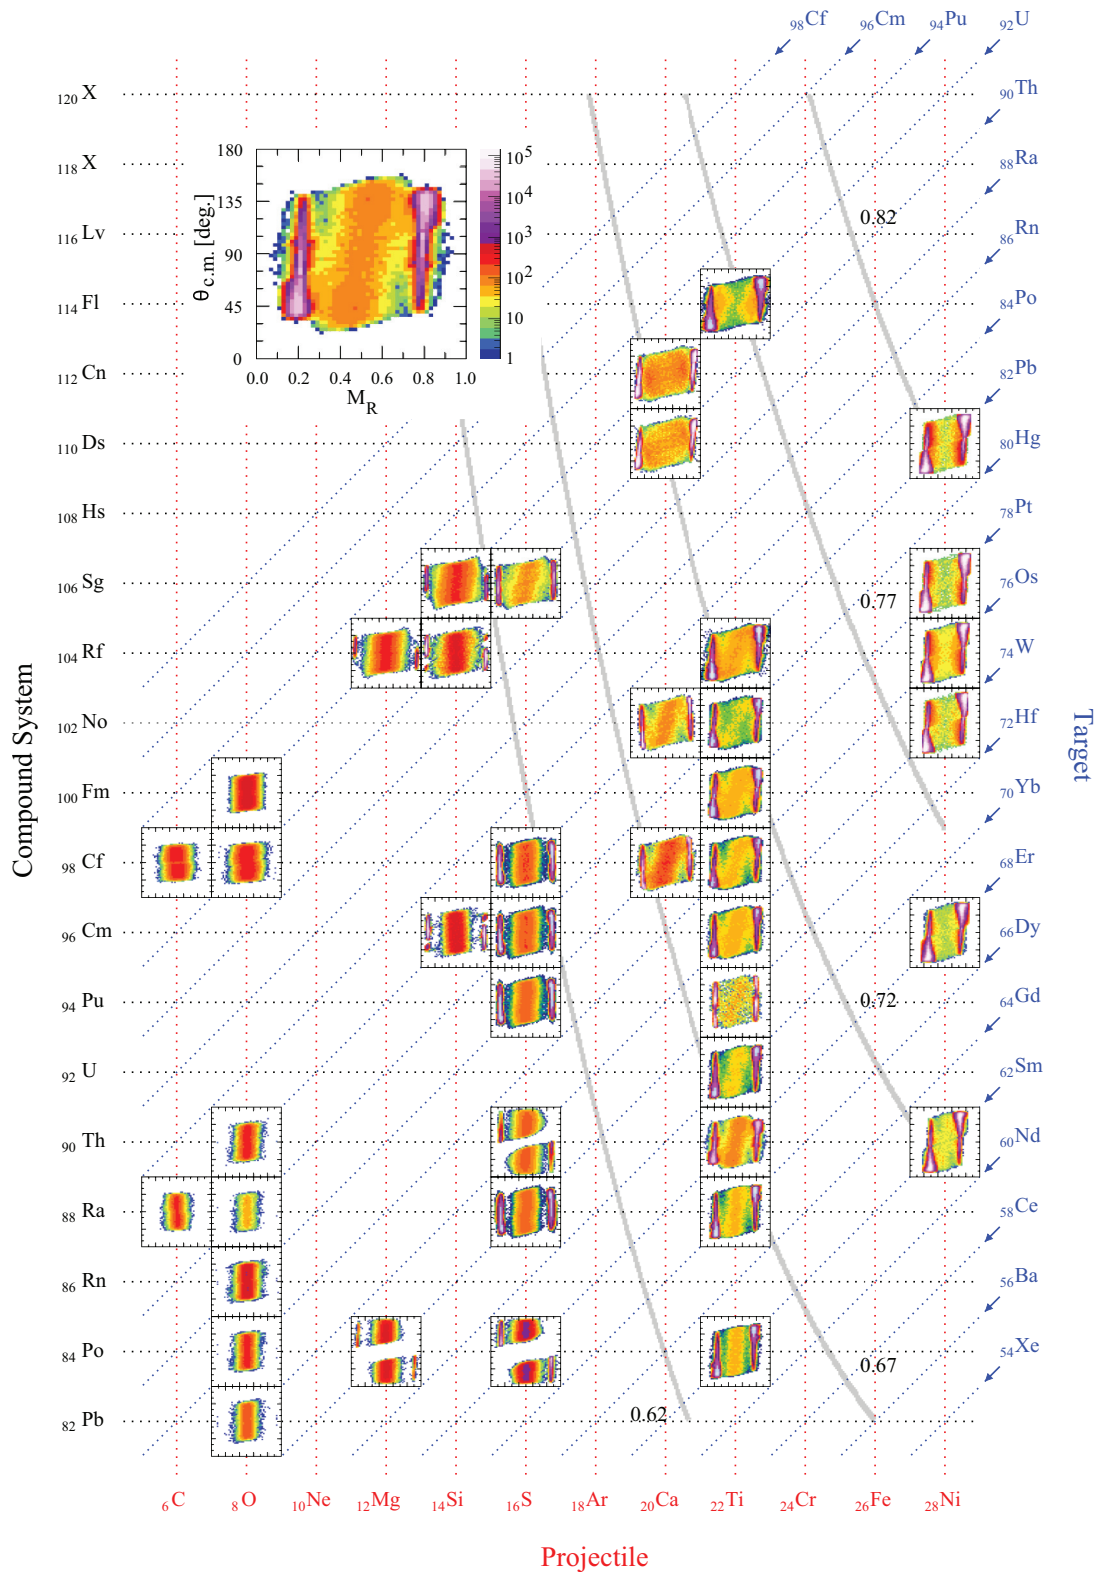 98Cf 96Cm 94Pu 92U
120 X 90Th
118 X 88Ra
116 Lv 86Rn
114 Fl 84Po
112 Cn 82Pb
110 Ds 80Hg
108 Hs 78Pt
106 Sg 76Os
104 Rf 74W
102 No 72Hf
100 Fm 70Yb
98 Cf 68Er
96 Cm 66Dy
94 Pu 64Gd
92 U 62Sm
90 Th 60Nd
88 Ra 58Ce
86 Rn 56Ba
84 Po 54Xe
82 Pb
Compound System
Target
180
135
90
45
0
θc.m. [deg.]
0.0 0.2 0.4 0.6 0.8 1.0
MR
10^5
10^4
10^3
10^2
10
1
0.82
0.77
0.72
0.67
0.62
6C 8O 10Ne 12Mg 14Si 16S 18Ar 20Ca 22Ti 24Cr 26Fe 28Ni
Projectile